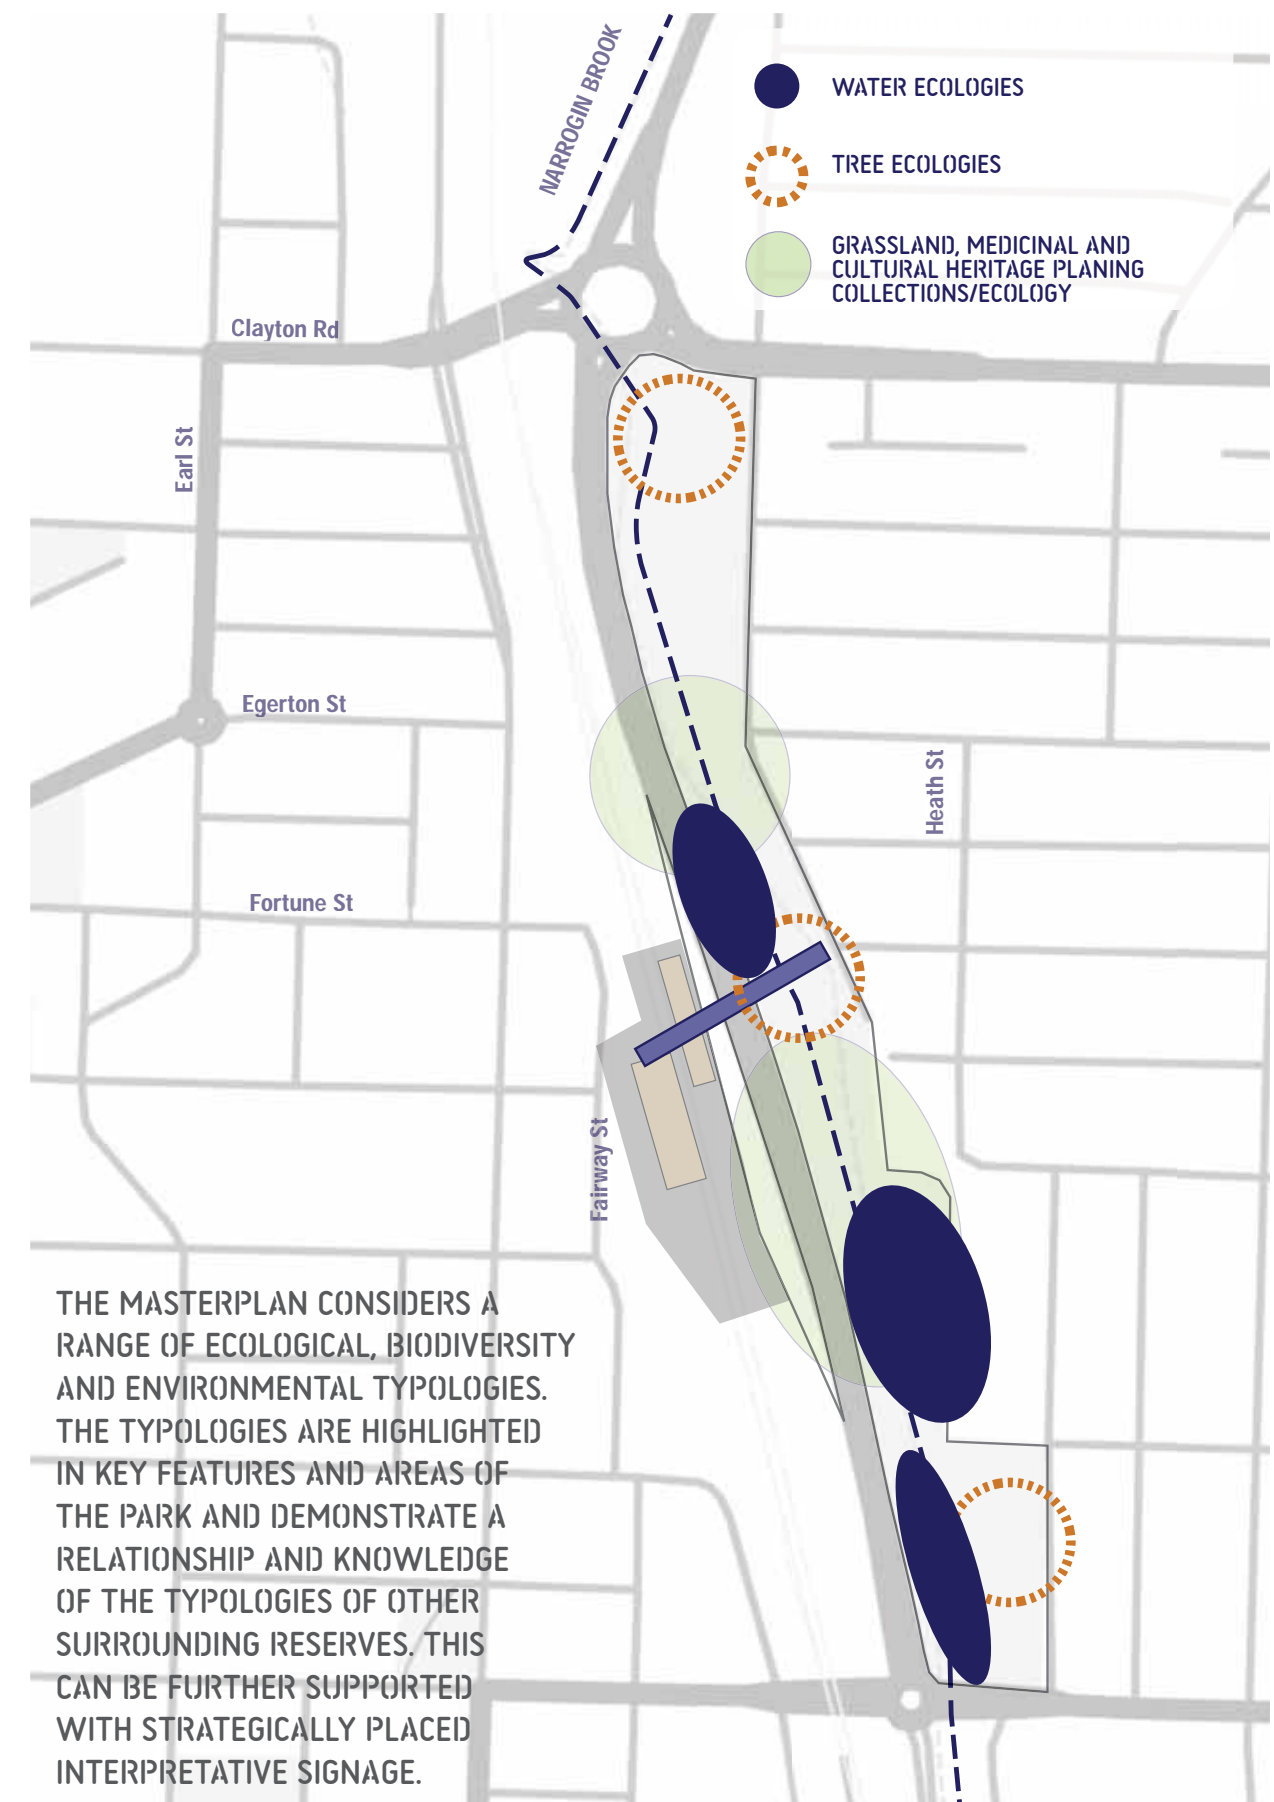 NARROGIN BROOK
WATER ECOLOGIES
TREE ECOLOGIES
GRASSLAND, MEDICINAL AND
CULTURAL HERITAGE PLANING
COLLECTIONS/ECOLOGY
Clayton Rd
Earl St
Egerton St
Heath St
Fortune St
Fairway St
THE MASTERPLAN CONSIDERS A
RANGE OF ECOLOGICAL, BIODIVERSITY
AND ENVIRONMENTAL TYPOLOGIES.
THE TYPOLOGIES ARE HIGHLIGHTED
IN KEY FEATURES AND AREAS OF
THE PARK AND DEMONSTRATE A
RELATIONSHIP AND KNOWLEDGE
OF THE TYPOLOGIES OF OTHER
SURROUNDING RESERVES. THIS
CAN BE FURTHER SUPPORTED
WITH STRATEGICALLY PLACED
INTERPRETATIVE SIGNAGE.